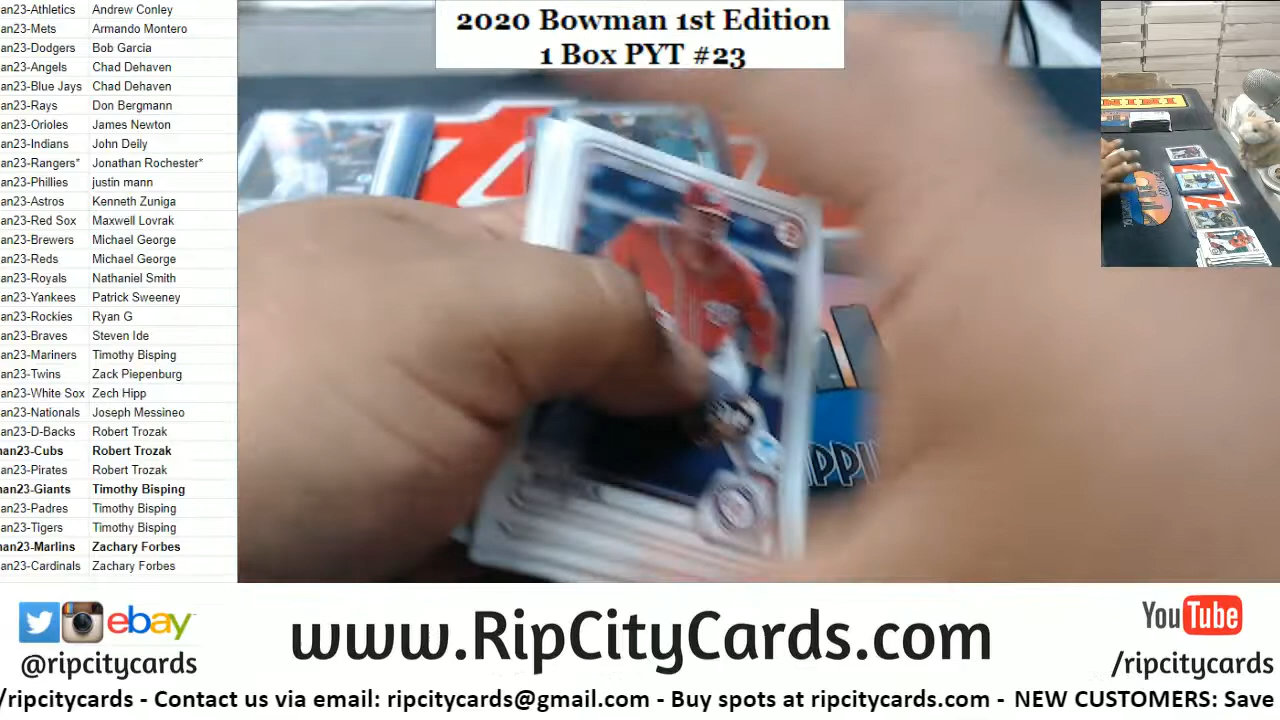 2020 Bowman 1st Edition
1 Box PYT #23
an23-Athletics Andrew Conley
an23-Mets Armando Montero
an23-Dodgers Bob Garcia
an23-Angels Chad Dehaven
an23-Blue Jays Chad Dehaven
an23-Rays Don Bergmann
an23-Orioles James Newton
an23-Indians John Deily
an23-Rangers* Jonathan Rochester*
an23-Phillies justin mann
an23-Astros Kenneth Zuniga
an23-Red Sox Maxwell Lovrak
an23-Brewers Michael George
an23-Reds Michael George
an23-Royals Nathaniel Smith
an23-Yankees Patrick Sweeney
an23-Rockies Ryan G
an23-Braves Steven Ide
an23-Mariners Timothy Bisping
an23-Twins Zack Piepenburg
an23-White Sox Zech Hipp
an23-Nationals Joseph Messineo
an23-D-Backs Robert Trozak
nan23-Cubs Robert Trozak
an23-Pirates Robert Trozak
nan23-Giants Timothy Bisping
an23-Padres Timothy Bisping
an23-Tigers Timothy Bisping
nan23-Marlins Zachary Forbes
an23-Cardinals Zachary Forbes
IPPI
ebay
@ripcitycards
www.RipCityCards.com
YouTube
/ripcitycards
/ripcitycards - Contact us via email: ripcitycards@gmail.com - Buy spots at ripcitycards.com - NEW CUSTOMERS: Save